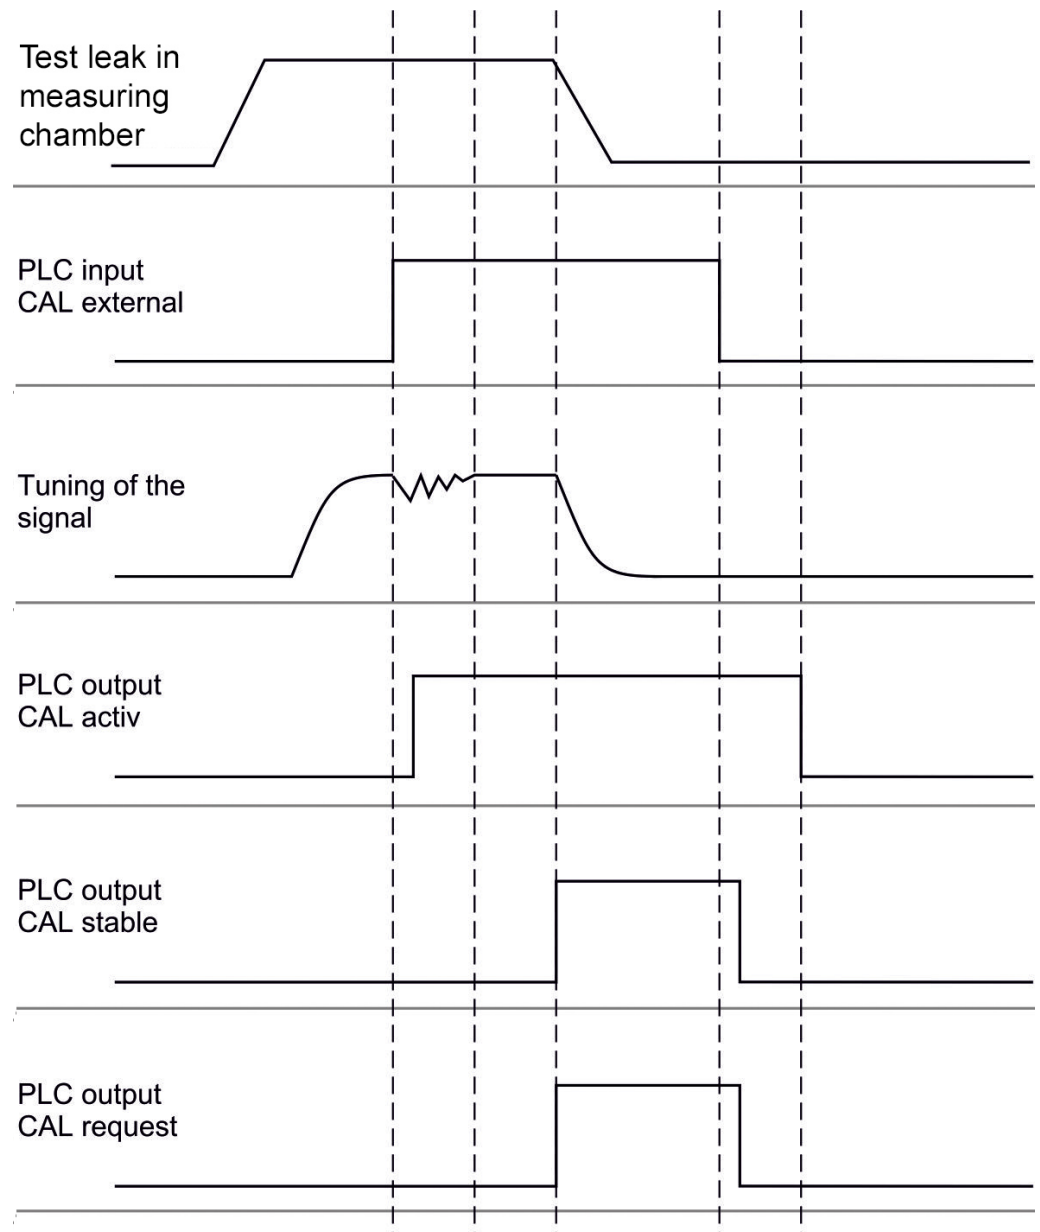 Test leak in
measuring
chamber
PLC input
CAL external
Tuning of the
signal
PLC output
CAL activ
PLC output
CAL stable
PLC output
CAL request